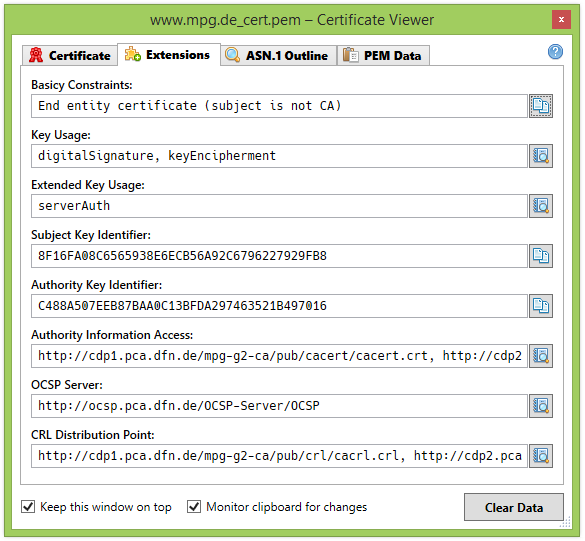 www.mpg.de_cert.pem – Certificate Viewer
x
Certificate Extensions ASN.1 Outline PEM Data ?
Basicy Constraints:
End entity certificate (subject is not CA)
Key Usage:
digitalSignature, keyEncipherment
Extended Key Usage:
serverAuth
Subject Key Identifier:
8F16FA08C6565938E6ECB56A92C6796227929FB8
Authority Key Identifier:
C488A507EEB87BAA0C13BFDA297463521B497016
Authority Information Access:
http://cdp1.pca.dfn.de/mpg-g2-ca/pub/cacert/cacert.crt, http://cdp2
OCSP Server:
http://ocsp.pca.dfn.de/OCSP-Server/OCSP
CRL Distribution Point:
http://cdp1.pca.dfn.de/mpg-g2-ca/pub/crl/cacrl.crl, http://cdp2.pca
Keep this window on top Monitor clipboard for changes Clear Data